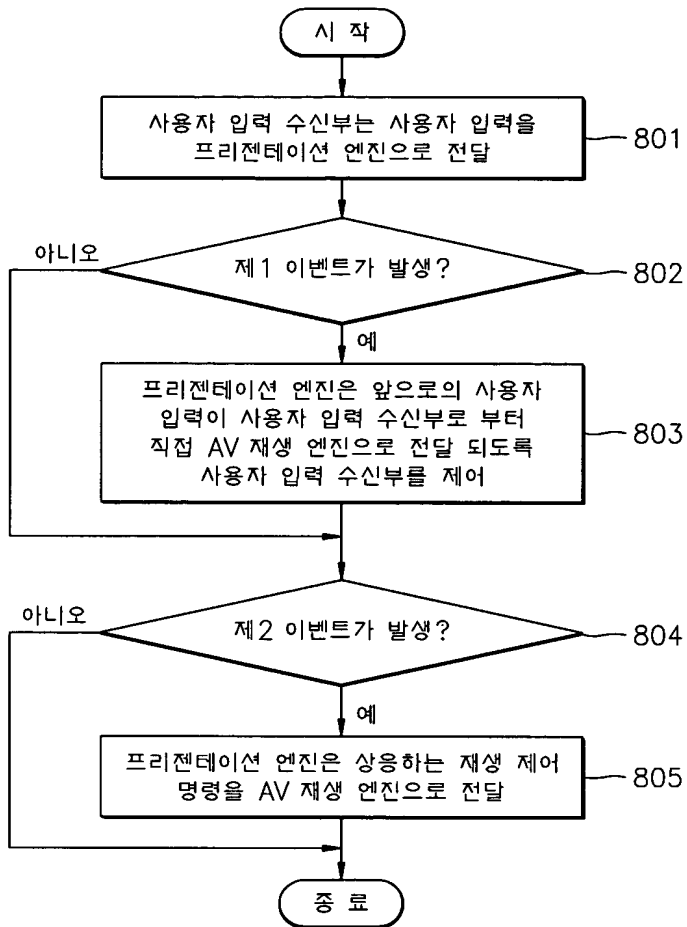 시 작
사용자 입력 수신부는 사용자 입력을
프리젠테이션 엔진으로 전달
801
아니오
제1 이벤트가 발생?
802
예
프리젠테이션 엔진은 앞으로의 사용자
입력이 사용자 입력 수신부로 부터
직접 AV 재생 엔진으로 전달 되도록
사용자 입력 수신부를 제어
803
아니오
제2 이벤트가 발생?
804
예
프리젠테이션 엔진은 상응하는 재생 제어
명령을 AV 재생 엔진으로 전달
805
종 료